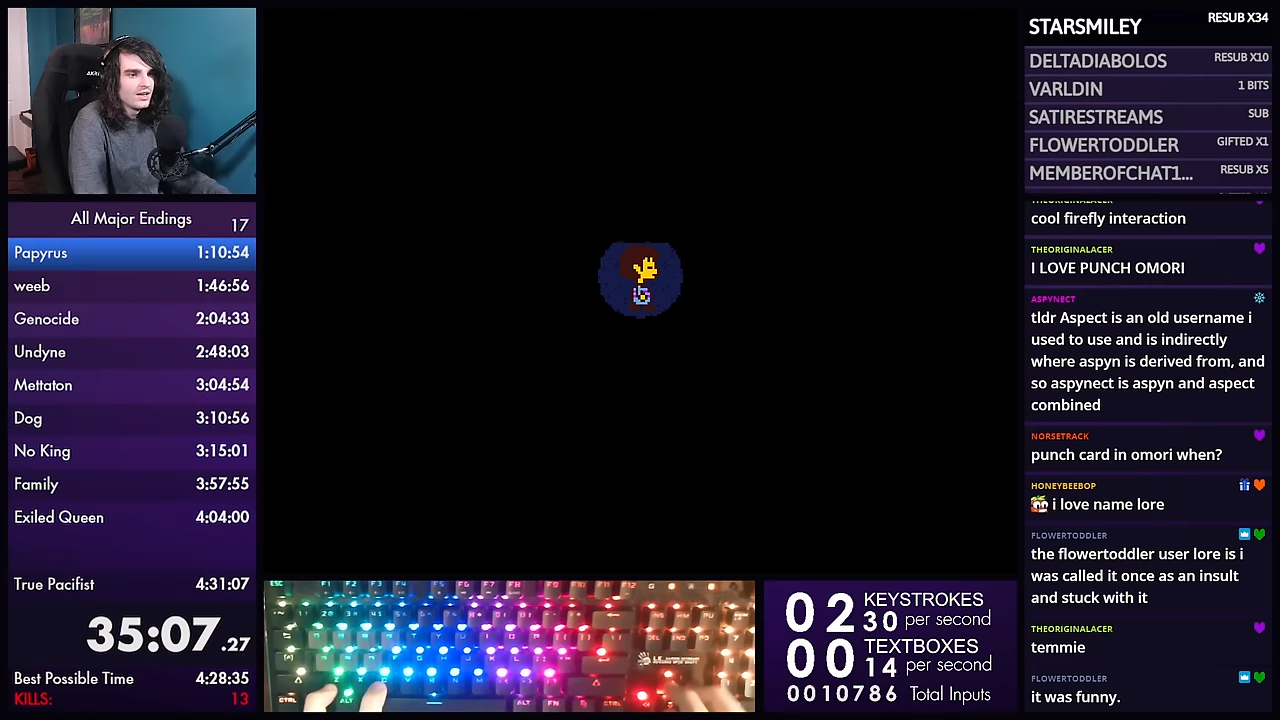 All Major Endings 17
Papyrus 1:10:54
weeb 1:46:56
Genocide 2:04:33
Undyne 2:48:03
Mettaton 3:04:54
Dog 3:10:56
No King 3:15:01
Family 3:57:55
Exiled Queen 4:04:00
True Pacifist 4:31:07
35:07.27
Best Possible Time 4:28:35
KILLS: 13
02 30 KEYSTROKES per second
00 14 TEXTBOXES per second
0010786 Total Inputs
STARSMILEY RESUB X34
DELTADIABOLOS RESUB X10
VARLDIN 1 BITS
SATIRESTREAMS SUB
FLOWERTODDLER GIFTED X1
MEMBEROFCHAT1... RESUB X5
THEORIGINALACER
cool firefly interaction
THEORIGINALACER
I LOVE PUNCH OMORI
ASPYNECT
tldr Aspect is an old username i
used to use and is indirectly
where aspyn is derived from, and
so aspynect is aspyn and aspect
combined
NORSETRACK
punch card in omori when?
HONEYBEEBOP
i love name lore
FLOWERTODDLER
the flowertoddler user lore is i
was called it once as an insult
and stuck with it
THEORIGINALACER
temmie
FLOWERTODDLER
it was funny.